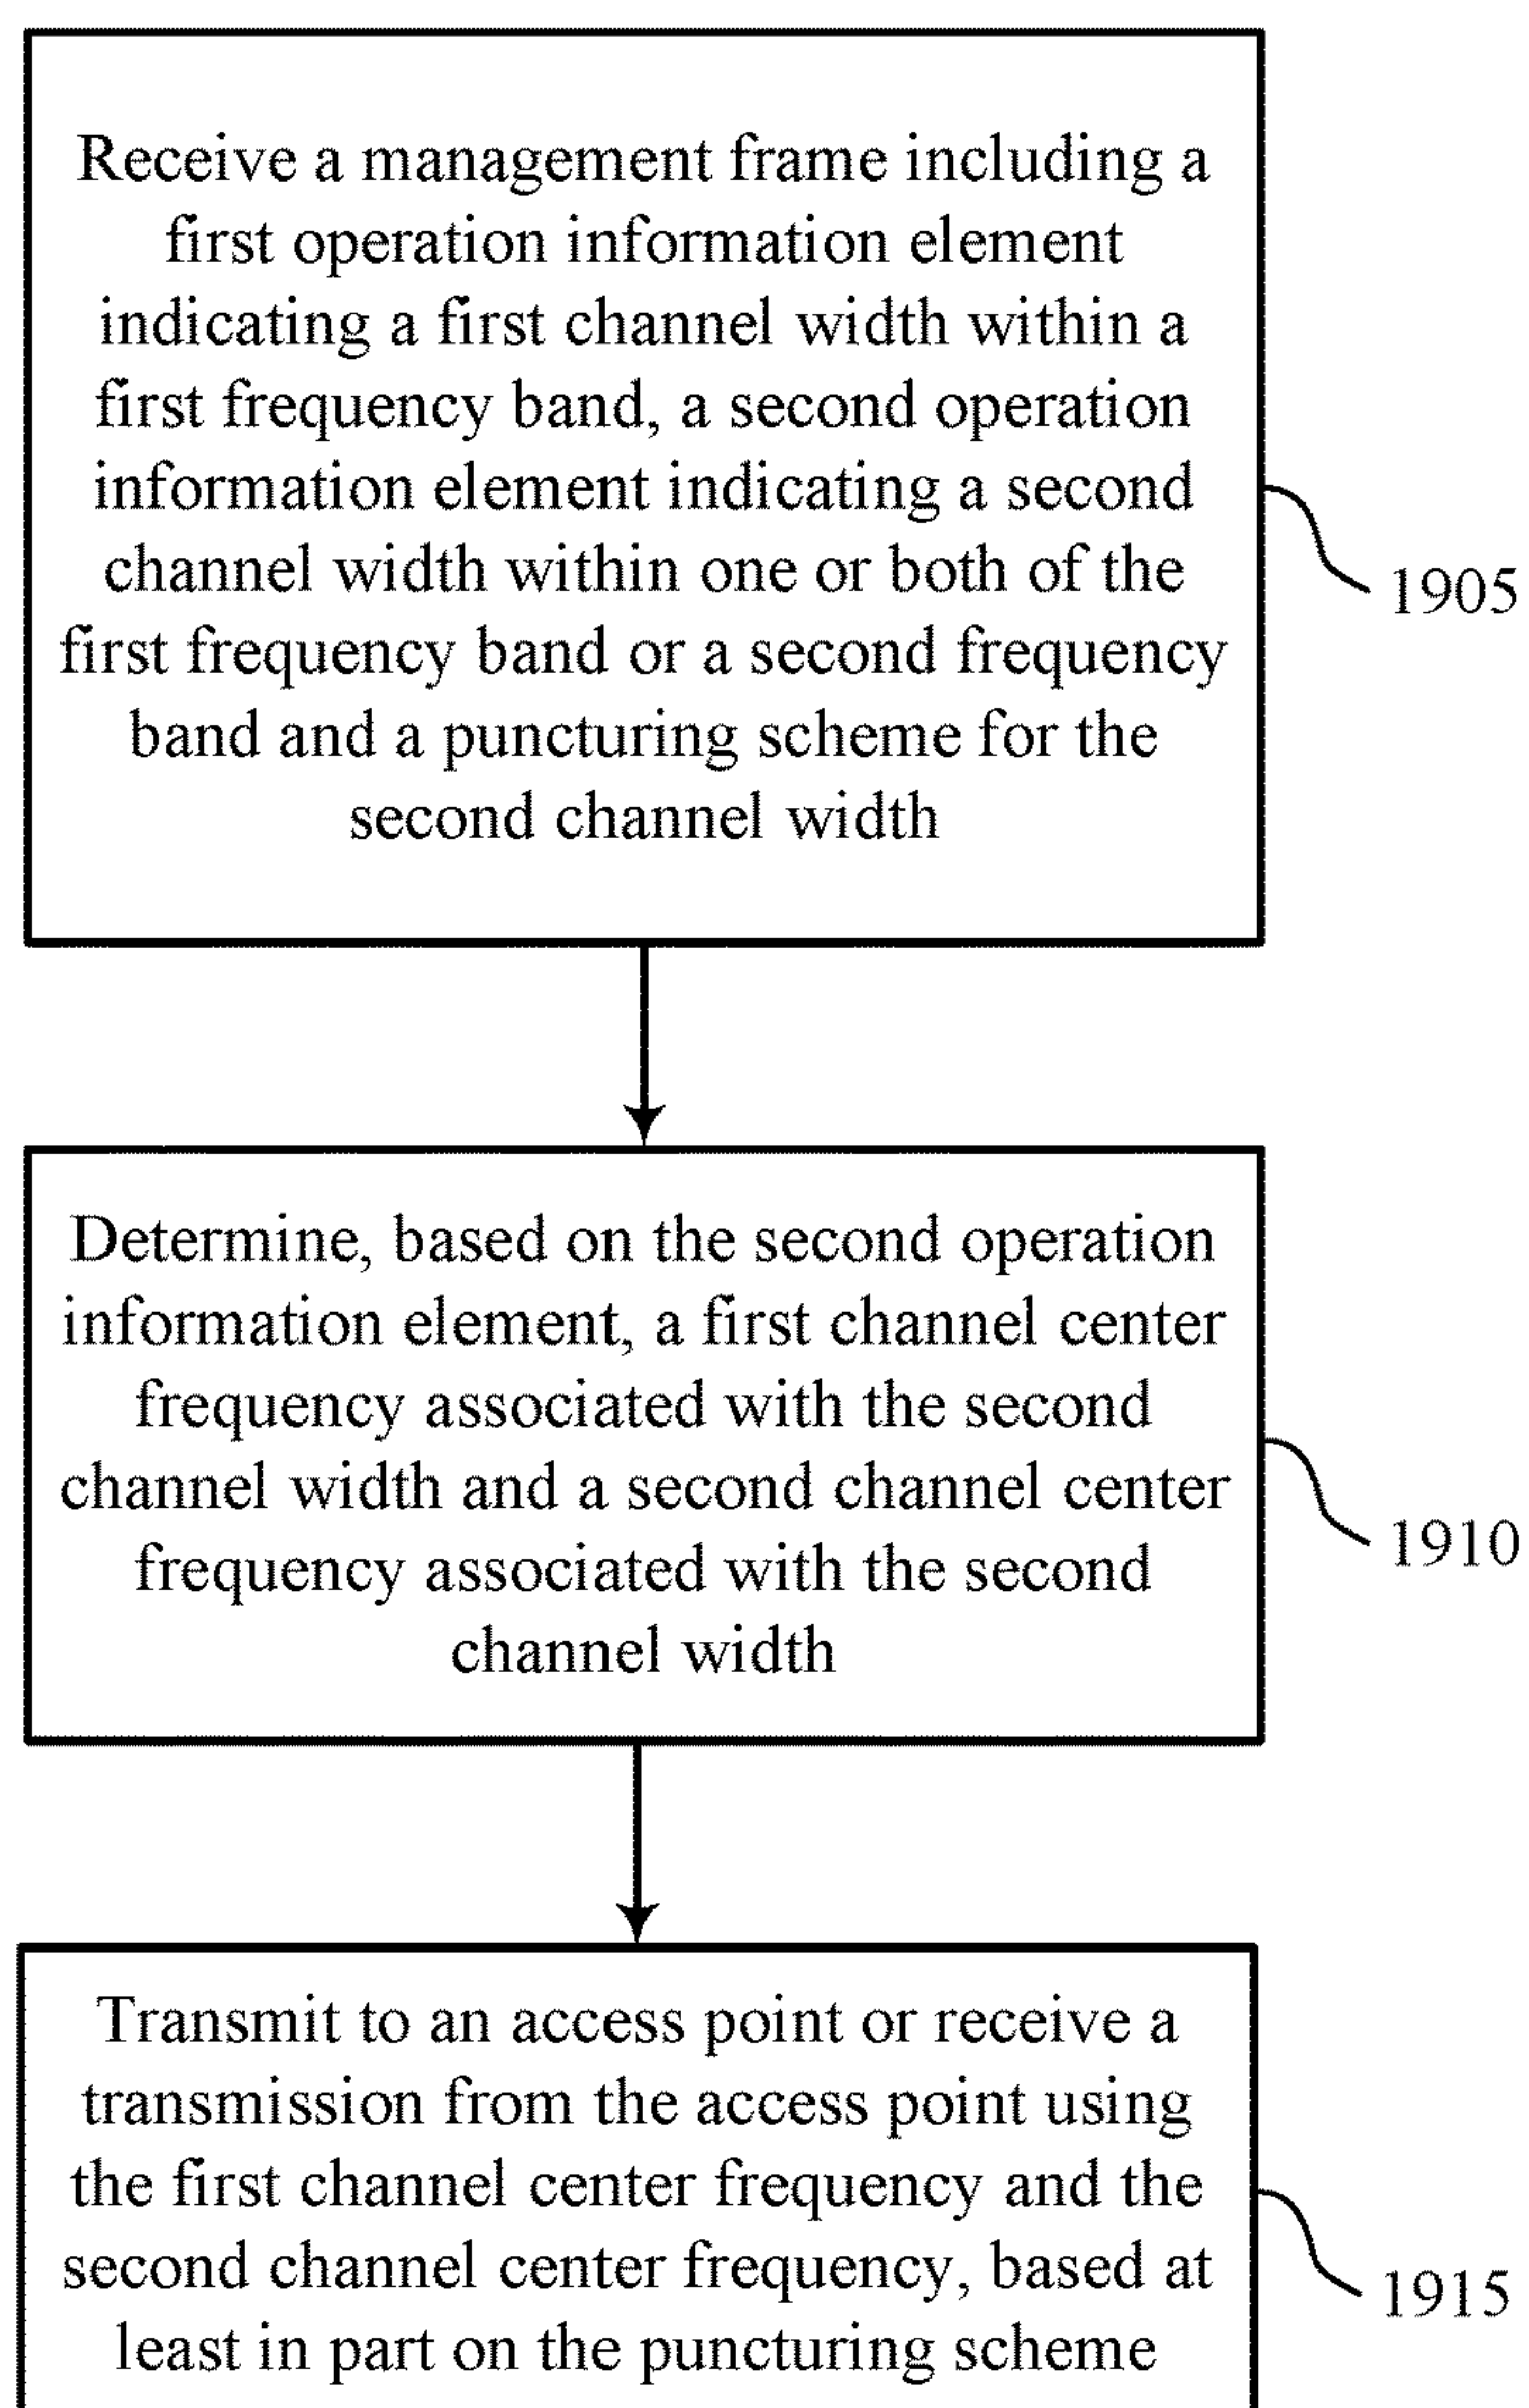 Receive a management frame including a
first operation information element
indicating a first channel width within a
first frequency band, a second operation
information element indicating a second
channel width within one or both of the
first frequency band or a second frequency
band and a puncturing scheme for the
second channel width
1905
Determine, based on the second operation
information element, a first channel center
frequency associated with the second
channel width and a second channel center
frequency associated with the second
channel width
1910
Transmit to an access point or receive a
transmission from the access point using
the first channel center frequency and the
second channel center frequency, based at
least in part on the puncturing scheme
1915